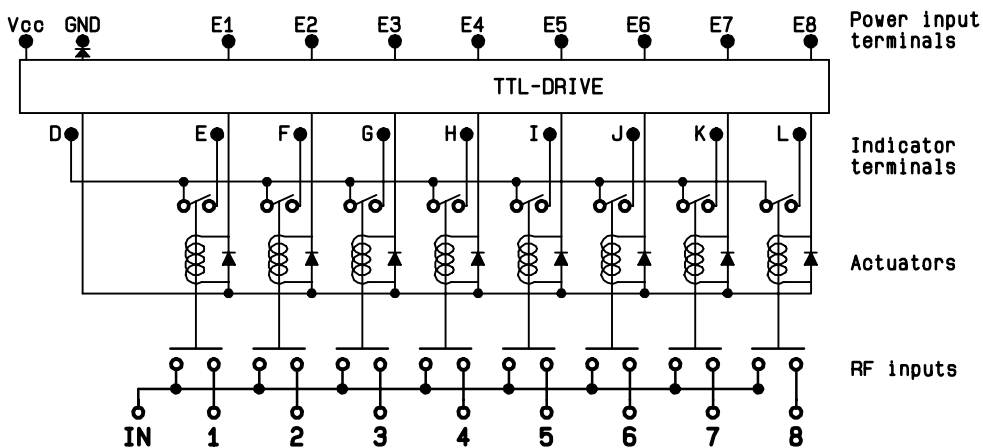 Vcc GND E1 E2 E3 E4 E5 E6 E7 E8 Power input
terminals
TTL-DRIVE
D E F G H I J K L Indicator
terminals
Actuators
RF inputs
IN 1 2 3 4 5 6 7 8